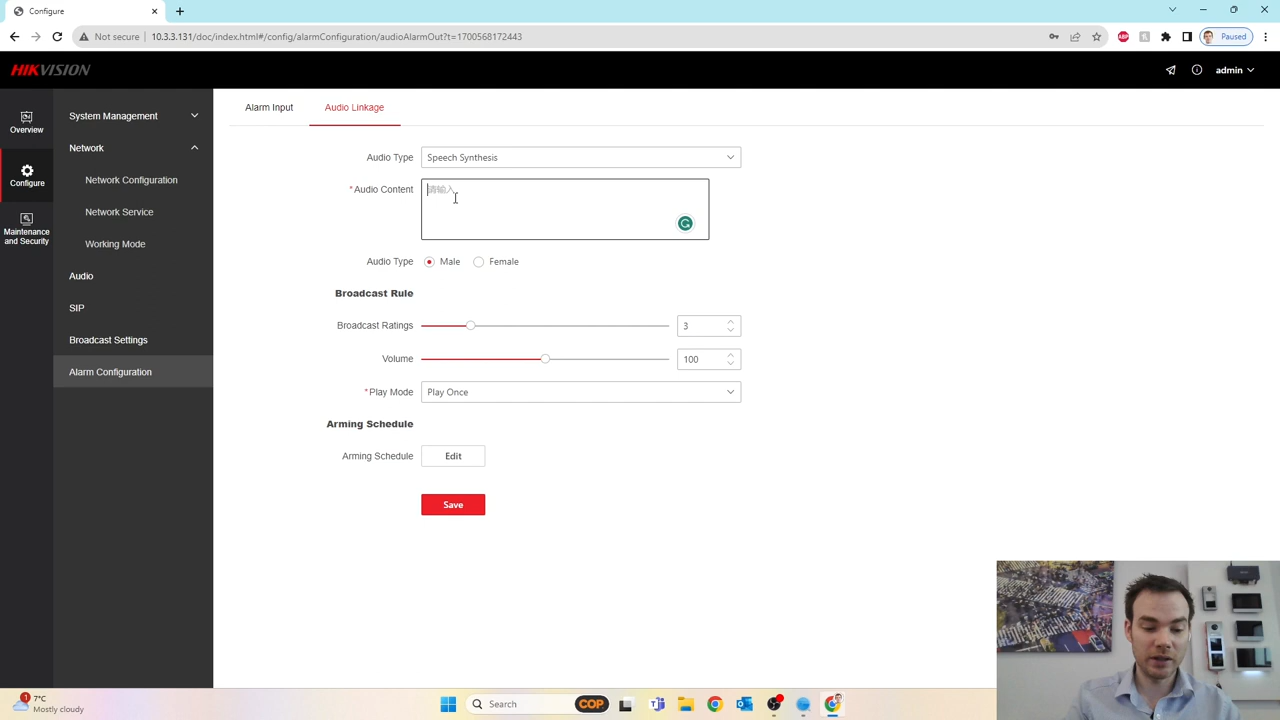 Configure
Not secure
10.3.3.131/doc/index.html#/config/alarmConfiguration/audioAlarmOut?t=1700568172443
ABP
Paused
HIKVISION
admin
Overview
Configure
Maintenance
and Security
System Management
Network
Network Configuration
Network Service
Working Mode
Audio
SIP
Broadcast Settings
Alarm Configuration
Alarm Input
Audio Linkage
Audio Type
Speech Synthesis
*Audio Content
请输入
Audio Type
Male
Female
Broadcast Rule
Broadcast Ratings
3
Volume
100
*Play Mode
Play Once
Arming Schedule
Arming Schedule
Edit
Save
1
7°C
Mostly cloudy
Search
COP